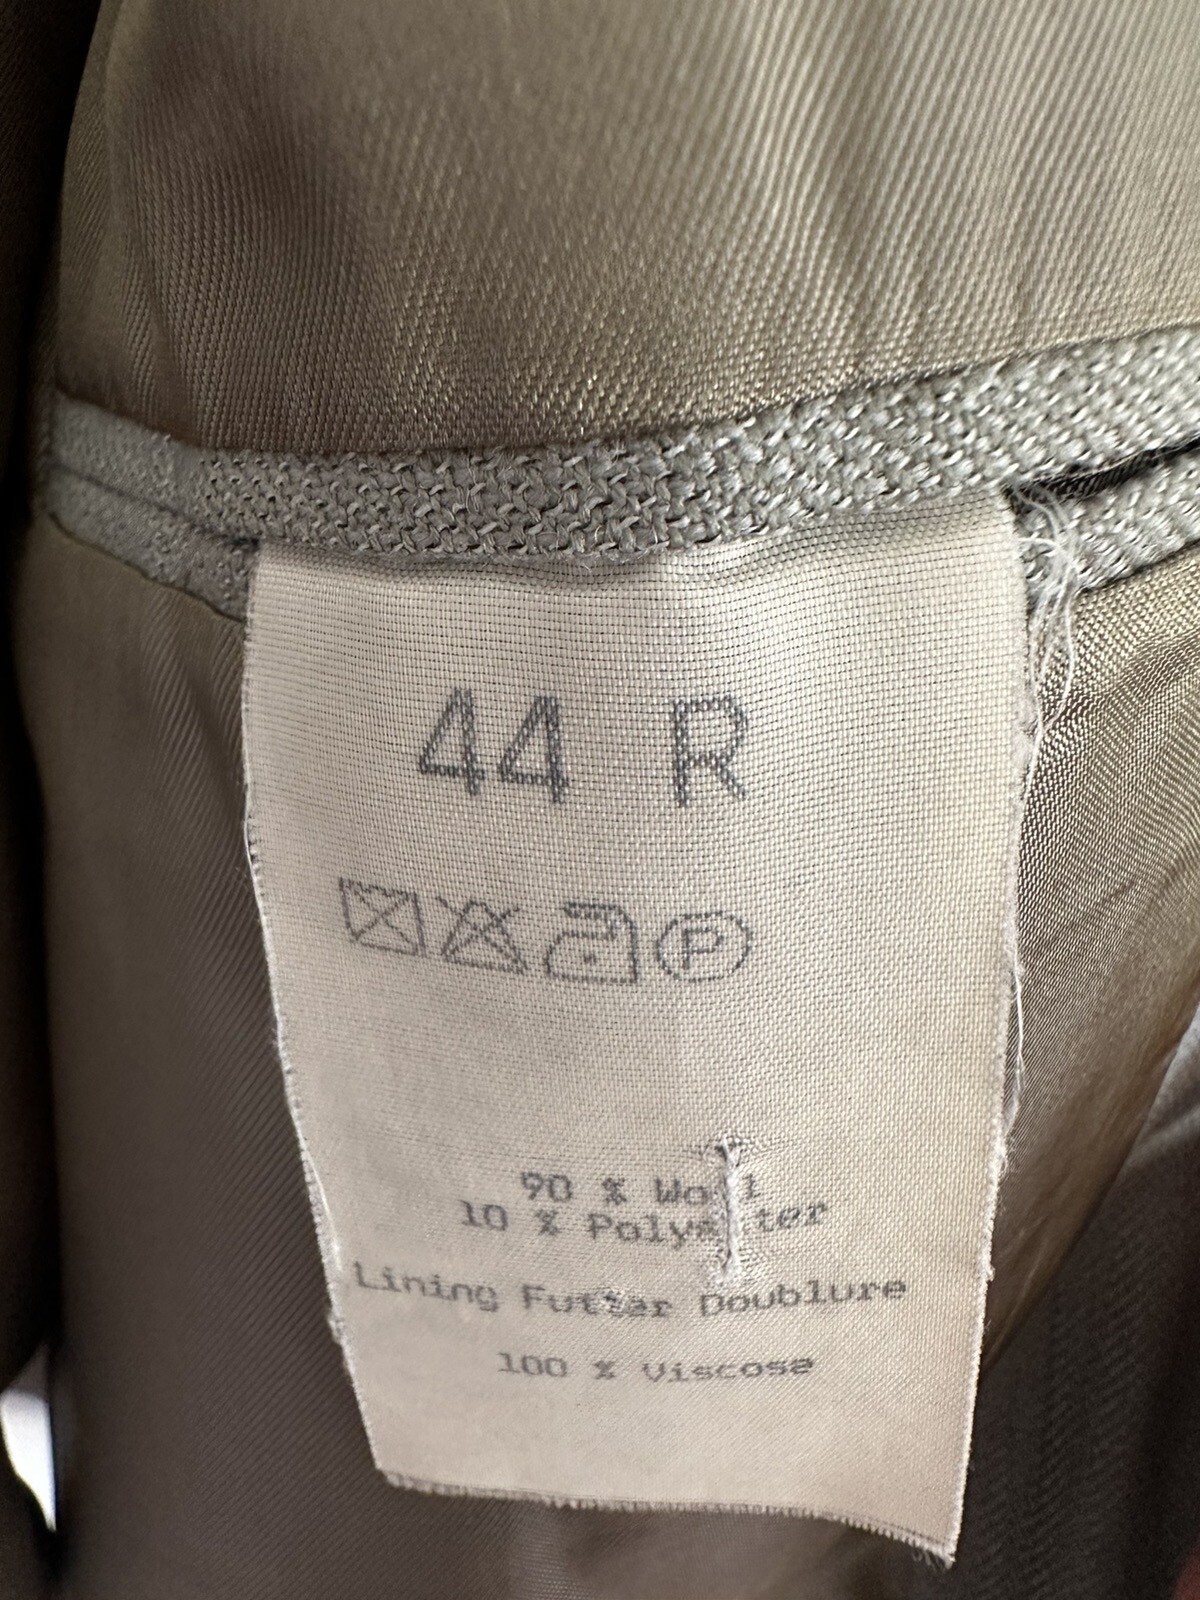 44 R
P
90 % Wool
10 % Polyester
Lining Futter Doublure
100 % Viscose